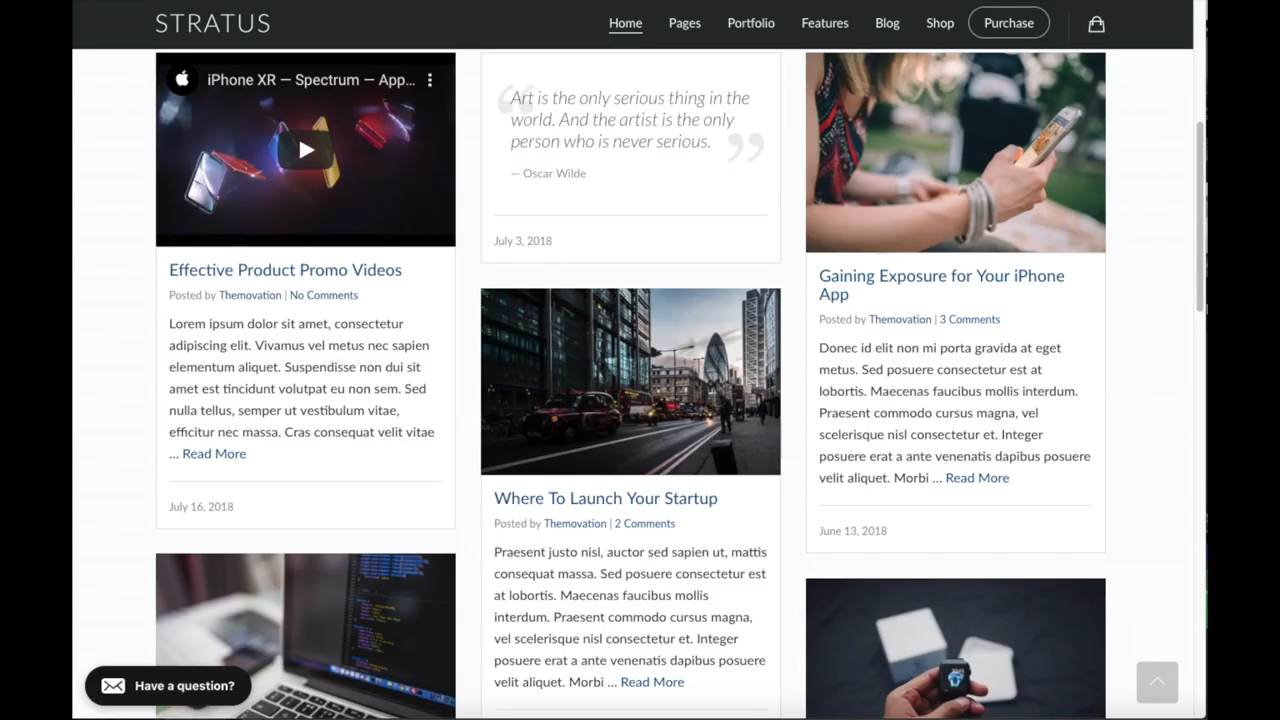 STRATUS
Home
Pages
Portfolio
Features
Blog
Shop
Purchase
iPhone XR — Spectrum — App...
Effective Product Promo Videos
Posted by Themovation | No Comments
Lorem ipsum dolor sit amet, consectetur
adipiscing elit. Vivamus vel metus nec sapien
elementum aliquet. Suspendisse non dui sit
amet est tincidunt volutpat eu non sem. Sed
nulla tellus, semper ut vestibulum vitae,
efficitur nec massa. Cras consequat velit vitae
... Read More
July 16, 2018
“Art is the only serious thing in the
world. And the artist is the only
person who is never serious.”
— Oscar Wilde
July 3, 2018
Where To Launch Your Startup
Posted by Themovation | 2 Comments
Praesent justo nisl, auctor sed sapien ut, mattis
consequat massa. Sed posuere consectetur est
at lobortis. Maecenas faucibus mollis
interdum. Praesent commodo cursus magna,
vel scelerisque nisl consectetur et. Integer
posuere erat a ante venenatis dapibus posuere
velit aliquet. Morbi ... Read More
Gaining Exposure for Your iPhone
App
Posted by Themovation | 3 Comments
Donec id elit non mi porta gravida at eget
metus. Sed posuere consectetur est at
lobortis. Maecenas faucibus mollis interdum.
Praesent commodo cursus magna, vel
scelerisque nisl consectetur et. Integer
posuere erat a ante venenatis dapibus posuere
velit aliquet. Morbi ... Read More
June 13, 2018
Have a question?